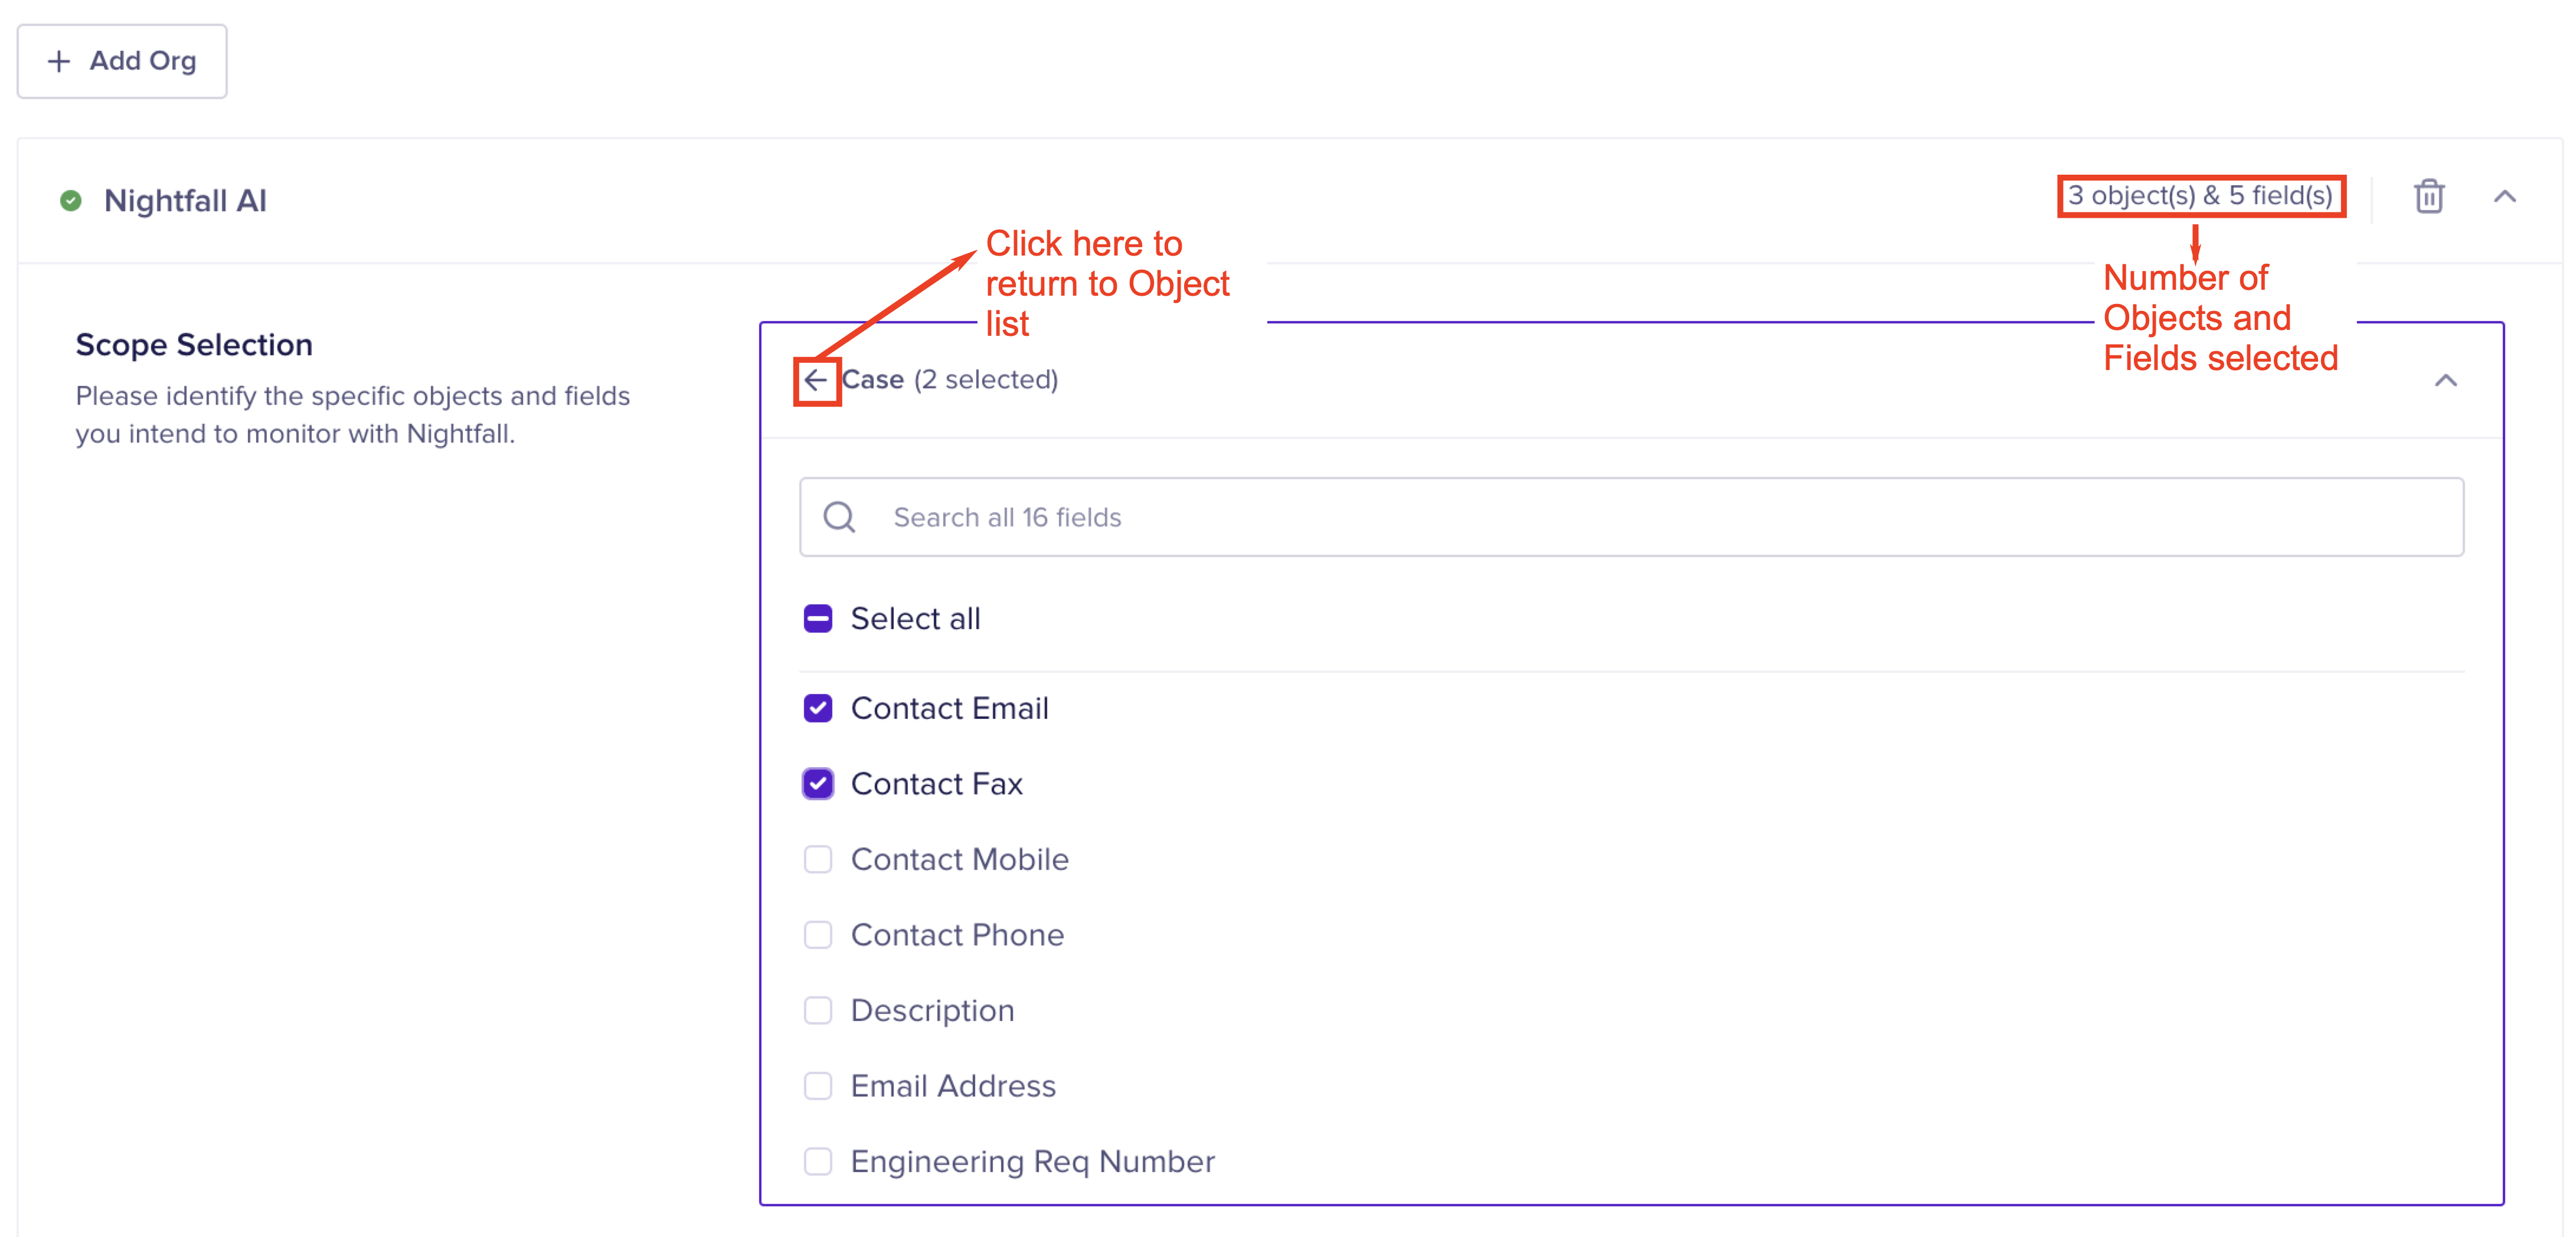 Add Org
Nightfall AI
3 object(s) & 5 field(s)
Click here to
return to Object
list
Number of
Objects and
Fields selected
Scope Selection
Please identify the specific objects and fields
you intend to monitor with Nightfall.
Case (2 selected)
Search all 16 fields
Select all
Contact Email
Contact Fax
Contact Mobile
Contact Phone
Description
Email Address
Engineering Req Number